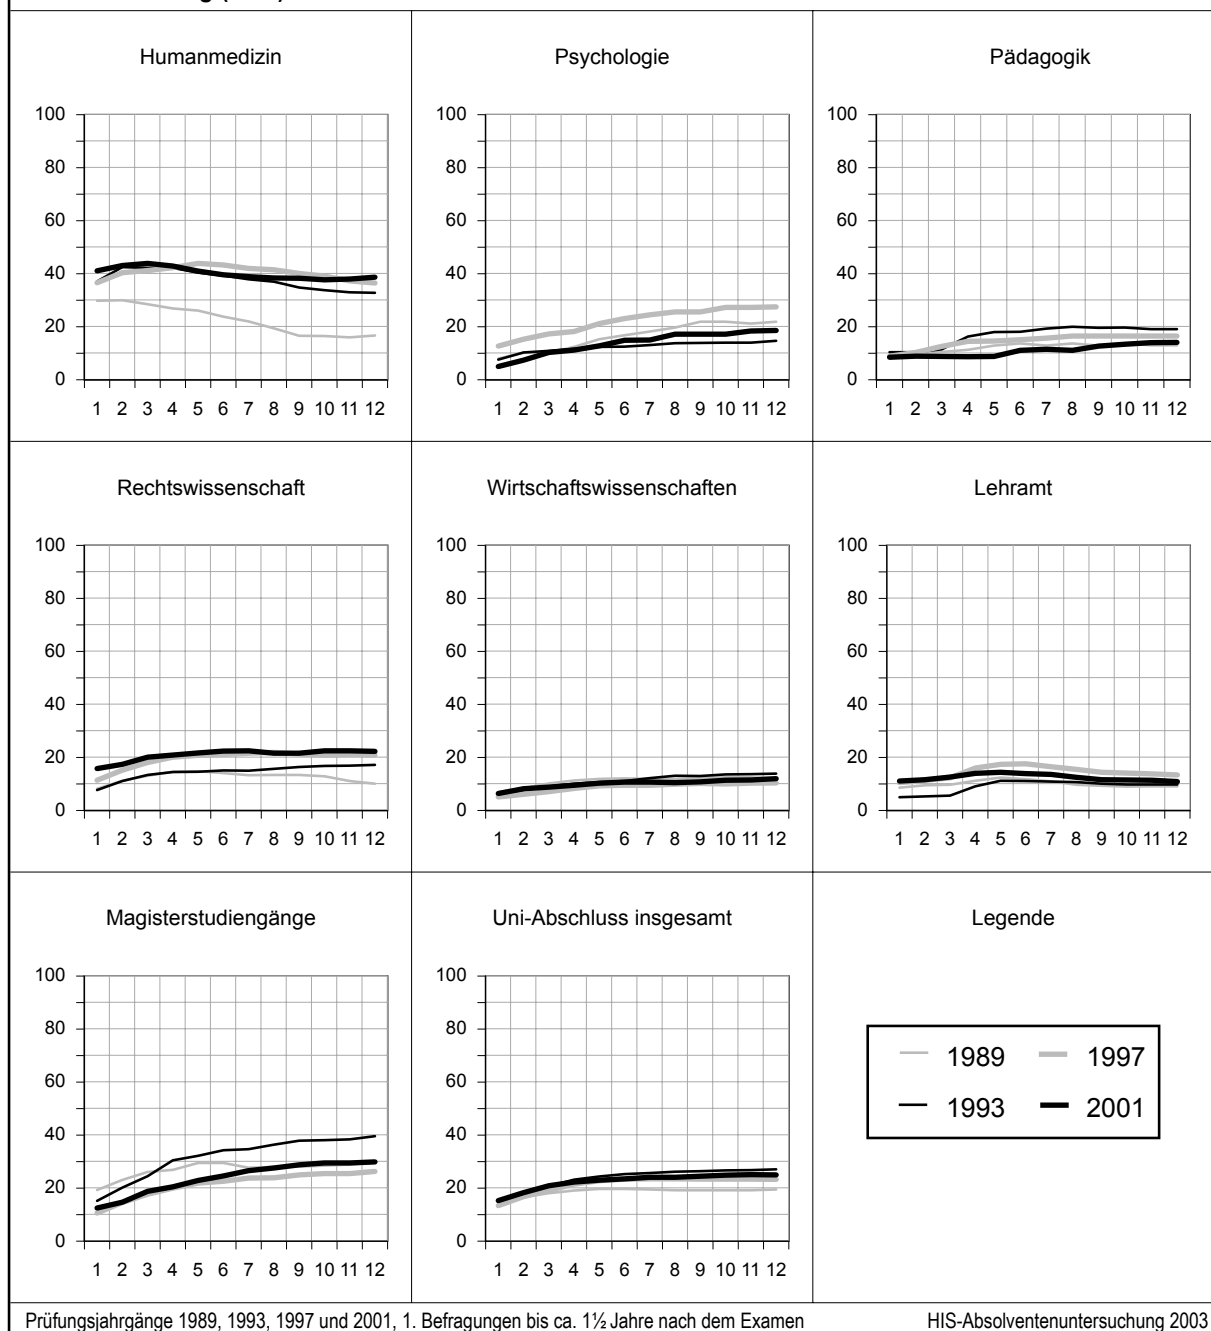 Humanmedizin
Psychologie
Pädagogik
100
80
60
40
20
0
1 2 3 4 5 6 7 8 9 10 11 12
100
80
60
40
20
0
1 2 3 4 5 6 7 8 9 10 11 12
100
80
60
40
20
0
1 2 3 4 5 6 7 8 9 10 11 12
Rechtswissenschaft
Wirtschaftswissenschaften
Lehramt
100
80
60
40
20
0
1 2 3 4 5 6 7 8 9 10 11 12
100
80
60
40
20
0
1 2 3 4 5 6 7 8 9 10 11 12
100
80
60
40
20
0
1 2 3 4 5 6 7 8 9 10 11 12
Magisterstudiengänge
Uni-Abschluss insgesamt
Legende
100
80
60
40
20
0
1 2 3 4 5 6 7 8 9 10 11 12
100
80
60
40
20
0
1 2 3 4 5 6 7 8 9 10 11 12
1989 1997
1993 2001
Prüfungsjahrgänge 1989, 1993, 1997 und 2001, 1. Befragungen bis ca. 1½ Jahre nach dem Examen HIS-Absolventenuntersuchung 2003